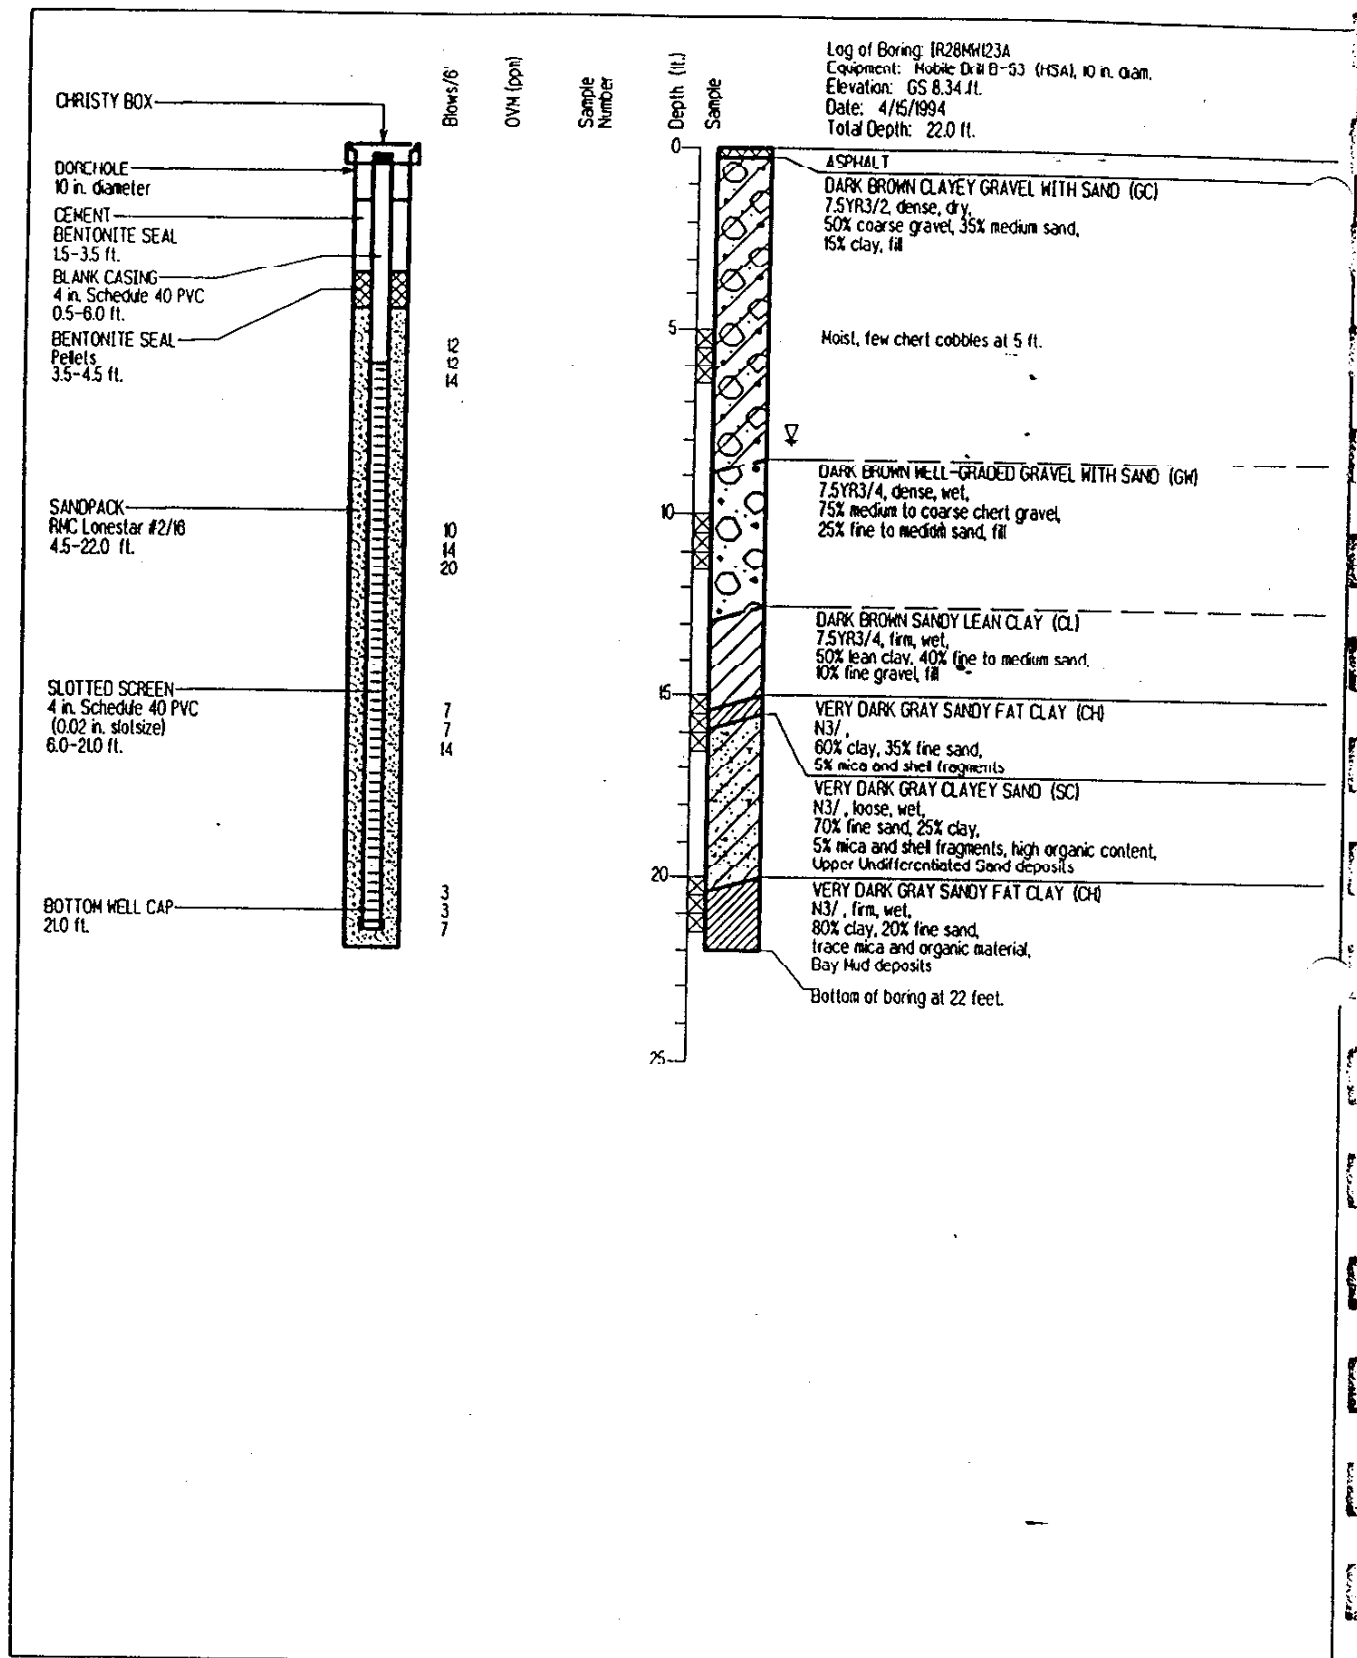 Log of Boring: IR28MW123A
Equipment: Mobile Drill B-53 (HSA), 10 in. diam.
Elevation: GS 8.34 ft.
Date: 4/15/1994
Total Depth: 22.0 ft.
Blows/6"
OVM (ppm)
Sample Number
Depth (ft.)
Sample
CHRISTY BOX
BOREHOLE
10 in. diameter
CEMENT
BENTONITE SEAL
1.5-3.5 ft.
BLANK CASING
4 in. Schedule 40 PVC
0.5-6.0 ft.
BENTONITE SEAL
Pellets
3.5-4.5 ft.
SANDPACK
RMC Lonestar #2/16
4.5-22.0 ft.
SLOTTED SCREEN
4 in. Schedule 40 PVC
(0.02 in. slotsize)
6.0-21.0 ft.
BOTTOM WELL CAP
21.0 ft.
12
12
14
10
14
20
7
7
14
3
3
7
0
5
10
15
20
25
ASPHALT
DARK BROWN CLAYEY GRAVEL WITH SAND (GC)
7.5YR3/2, dense, dry,
50% coarse gravel, 35% medium sand,
15% clay, fill
Moist, few chert cobbles at 5 ft.
DARK BROWN WELL-GRADED GRAVEL WITH SAND (GW)
7.5YR3/4, dense, wet,
75% medium to coarse chert gravel,
25% fine to medium sand, fill
DARK BROWN SANDY LEAN CLAY (CL)
7.5YR3/4, firm, wet,
50% lean clay, 40% fine to medium sand,
10% fine gravel, fill
VERY DARK GRAY SANDY FAT CLAY (CH)
N3/ ,
60% clay, 35% fine sand,
5% mica and shell fragments
VERY DARK GRAY CLAYEY SAND (SC)
N3/ , loose, wet,
70% fine sand, 25% clay,
5% mica and shell fragments, high organic content,
Upper Undifferentiated Sand deposits
VERY DARK GRAY SANDY FAT CLAY (CH)
N3/ , firm, wet,
80% clay, 20% fine sand,
trace mica and organic material,
Bay Mud deposits
Bottom of boring at 22 feet.